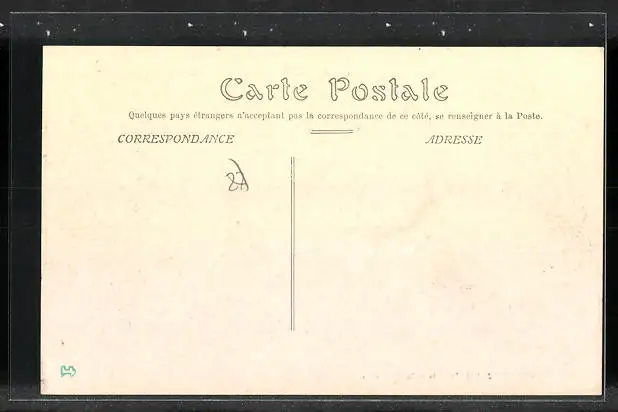 Carte Postale
Quelques pays étrangers n'acceptant pas la correspondance de ce côté, se renseigner à la Poste.
CORRESPONDANCE
ADRESSE